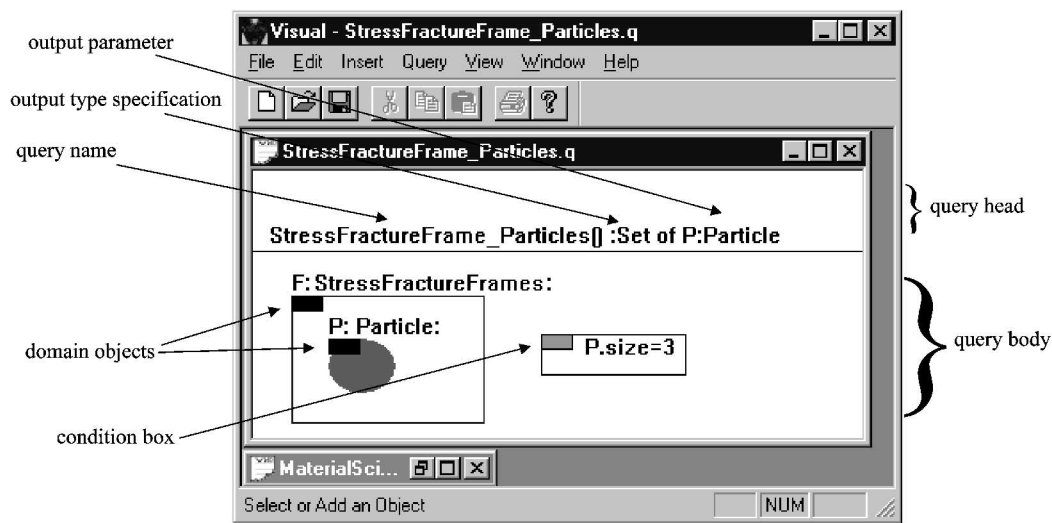 output parameter
output type specification
query name
domain objects
condition box
Visual - StressFractureFrame_Particles.q
File Edit Insert Query View Window Help
StressFractureFrame_Particles.q
StressFractureFrame_Particles() :Set of P:Particle
F:StressFractureFrames:
P: Particle:
P.size=3
MaterialSci...
Select or Add an Object
NUM
query head
query body